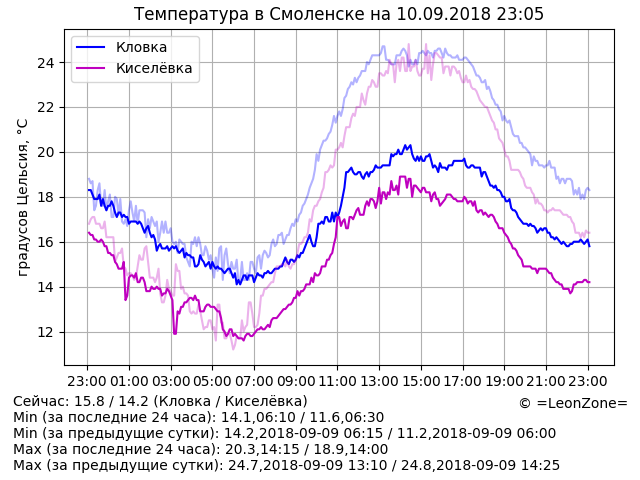 Температура в Смоленске на 10.09.2018 23:05
Кловка
Киселёвка
градусов Цельсия, °C
24
22
20
18
16
14
12
23:00 01:00 03:00 05:00 07:00 09:00 11:00 13:00 15:00 17:00 19:00 21:00 23:00
Сейчас: 15.8 / 14.2 (Кловка / Киселёвка)
© =LeonZone=
Min (за последние 24 часа): 14.1,06:10 / 11.6,06:30
Min (за предыдущие сутки): 14.2,2018-09-09 06:15 / 11.2,2018-09-09 06:00
Max (за последние 24 часа): 20.3,14:15 / 18.9,14:00
Max (за предыдущие сутки): 24.7,2018-09-09 13:10 / 24.8,2018-09-09 14:25